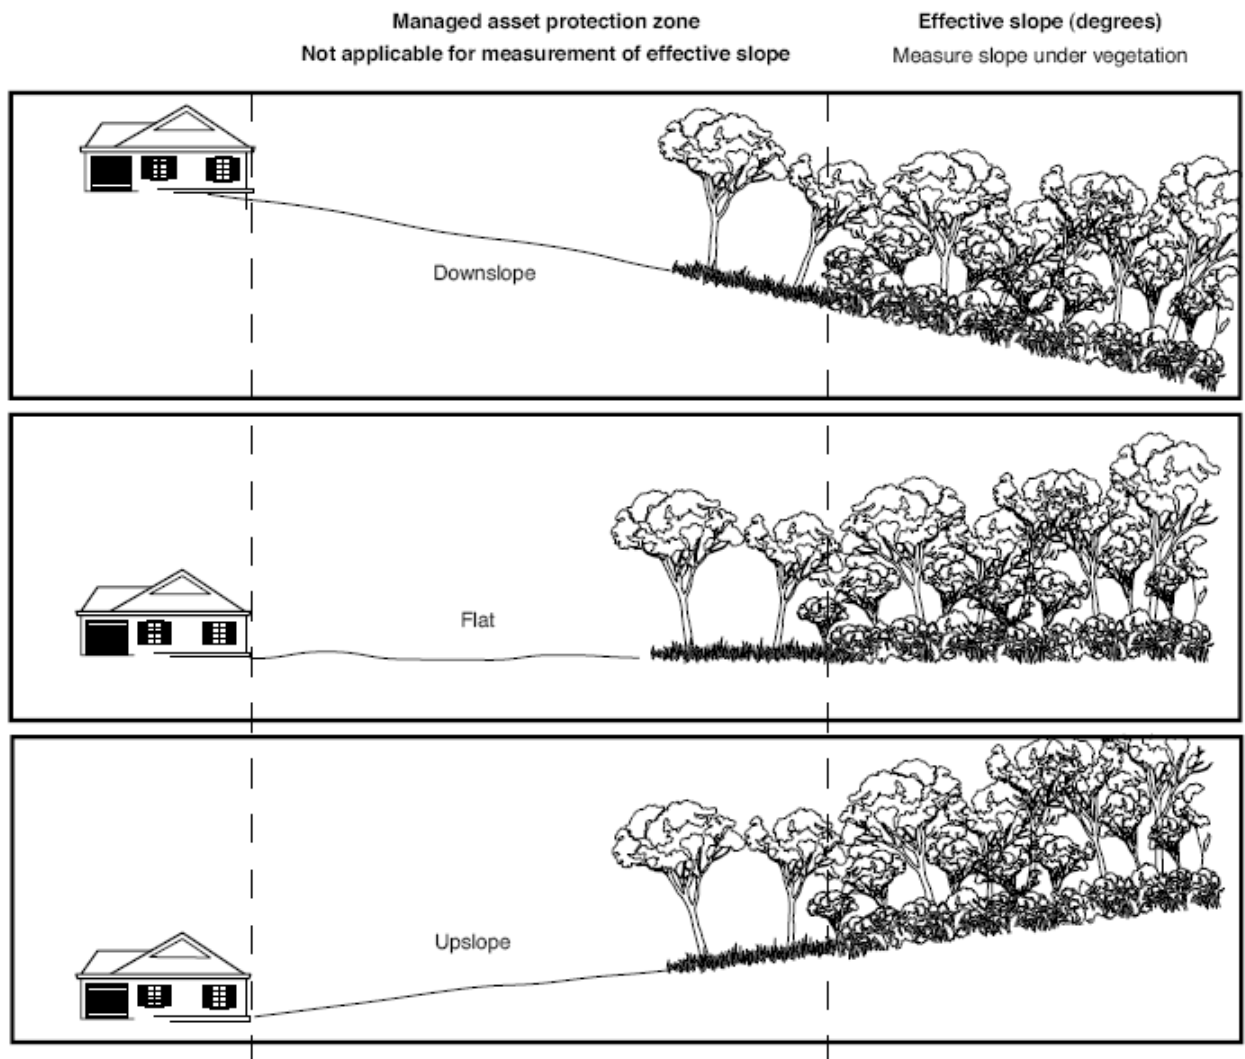 Managed asset protection zone
Not applicable for measurement of effective slope
Effective slope (degrees)
Measure slope under vegetation
Downslope
Flat
Upslope